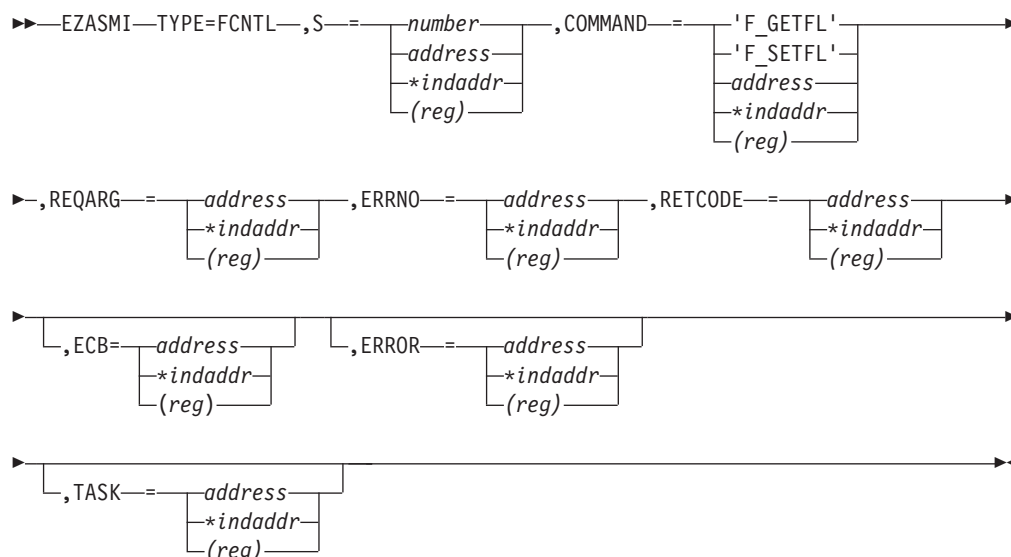 EZASMI TYPE=FCNTL ,S = number ,COMMAND = 'F_GETFL'
address 'F_SETFL'
*indaddr address
(reg) *indaddr
(reg)
,REQARG = address ,ERRNO = address ,RETCODE = address
*indaddr *indaddr *indaddr
(reg) (reg) (reg)
,ECB= address ,ERROR = address
*indaddr *indaddr
(reg) (reg)
,TASK = address
*indaddr
(reg)